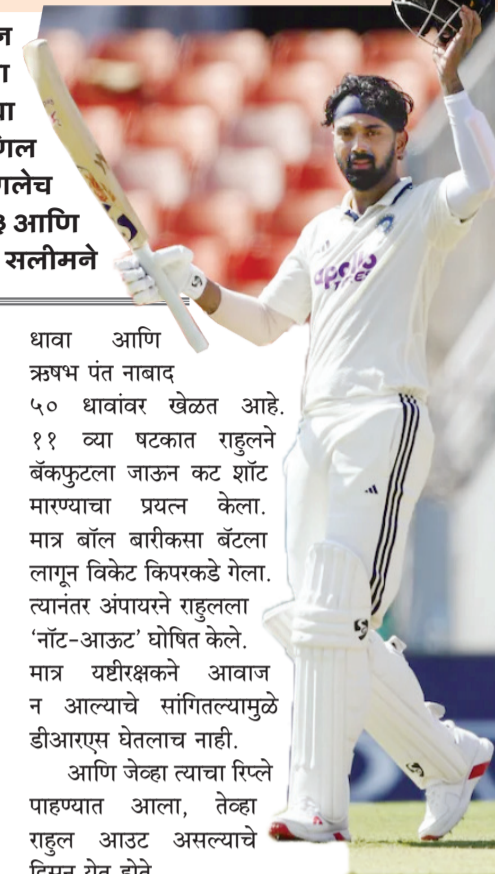 आणि
सलीमने
धावा आणि
ऋषभ पंत नाबाद
५० धावांवर खेळत आहे.
११ व्या षटकात राहुलने
बॅकफुटला जाऊन कट शॉट
मारण्याचा प्रयत्न केला.
मात्र बॉल बारीकसा बॅटला
लागून विकेट किपरकडे गेला.
त्यानंतर अंपायरने राहुलला
‘नॉट-आऊट’ घोषित केले.
मात्र यष्टीरक्षकने आवाज
न आल्याचे सांगितल्यामुळे
डीआरएस घेतलाच नाही.
आणि जेव्हा त्याचा रिप्ले
पाहण्यात आला, तेव्हा
राहुल आउट असल्याचे
apollo
TYRES